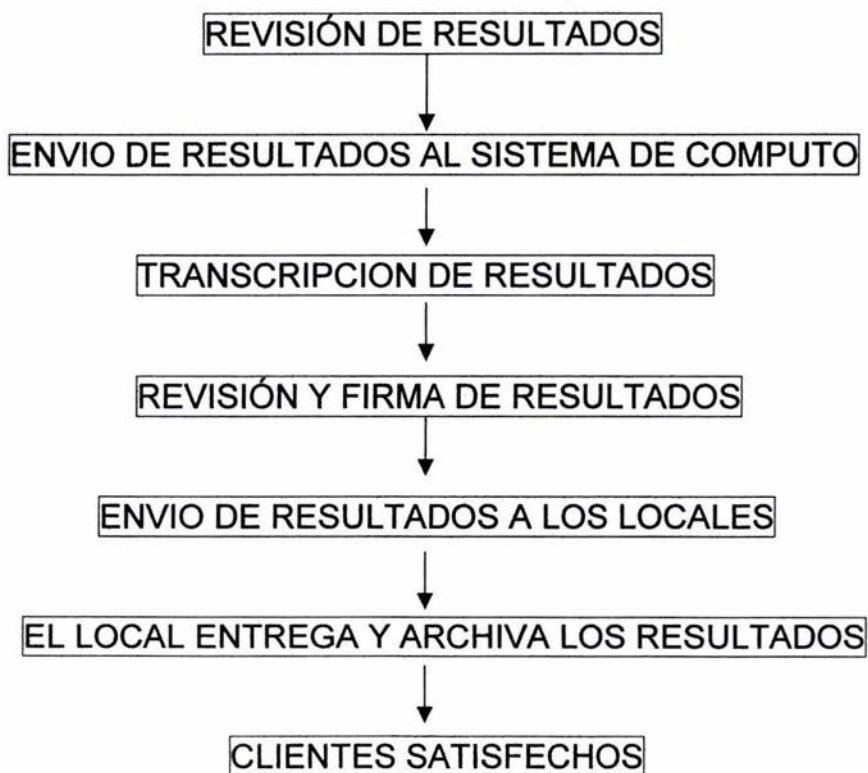 REVISIÓN DE RESULTADOS
ENVIO DE RESULTADOS AL SISTEMA DE COMPUTO
TRANSCRIPCION DE RESULTADOS
REVISIÓN Y FIRMA DE RESULTADOS
ENVIO DE RESULTADOS A LOS LOCALES
EL LOCAL ENTREGA Y ARCHIVA LOS RESULTADOS
CLIENTES SATISFECHOS